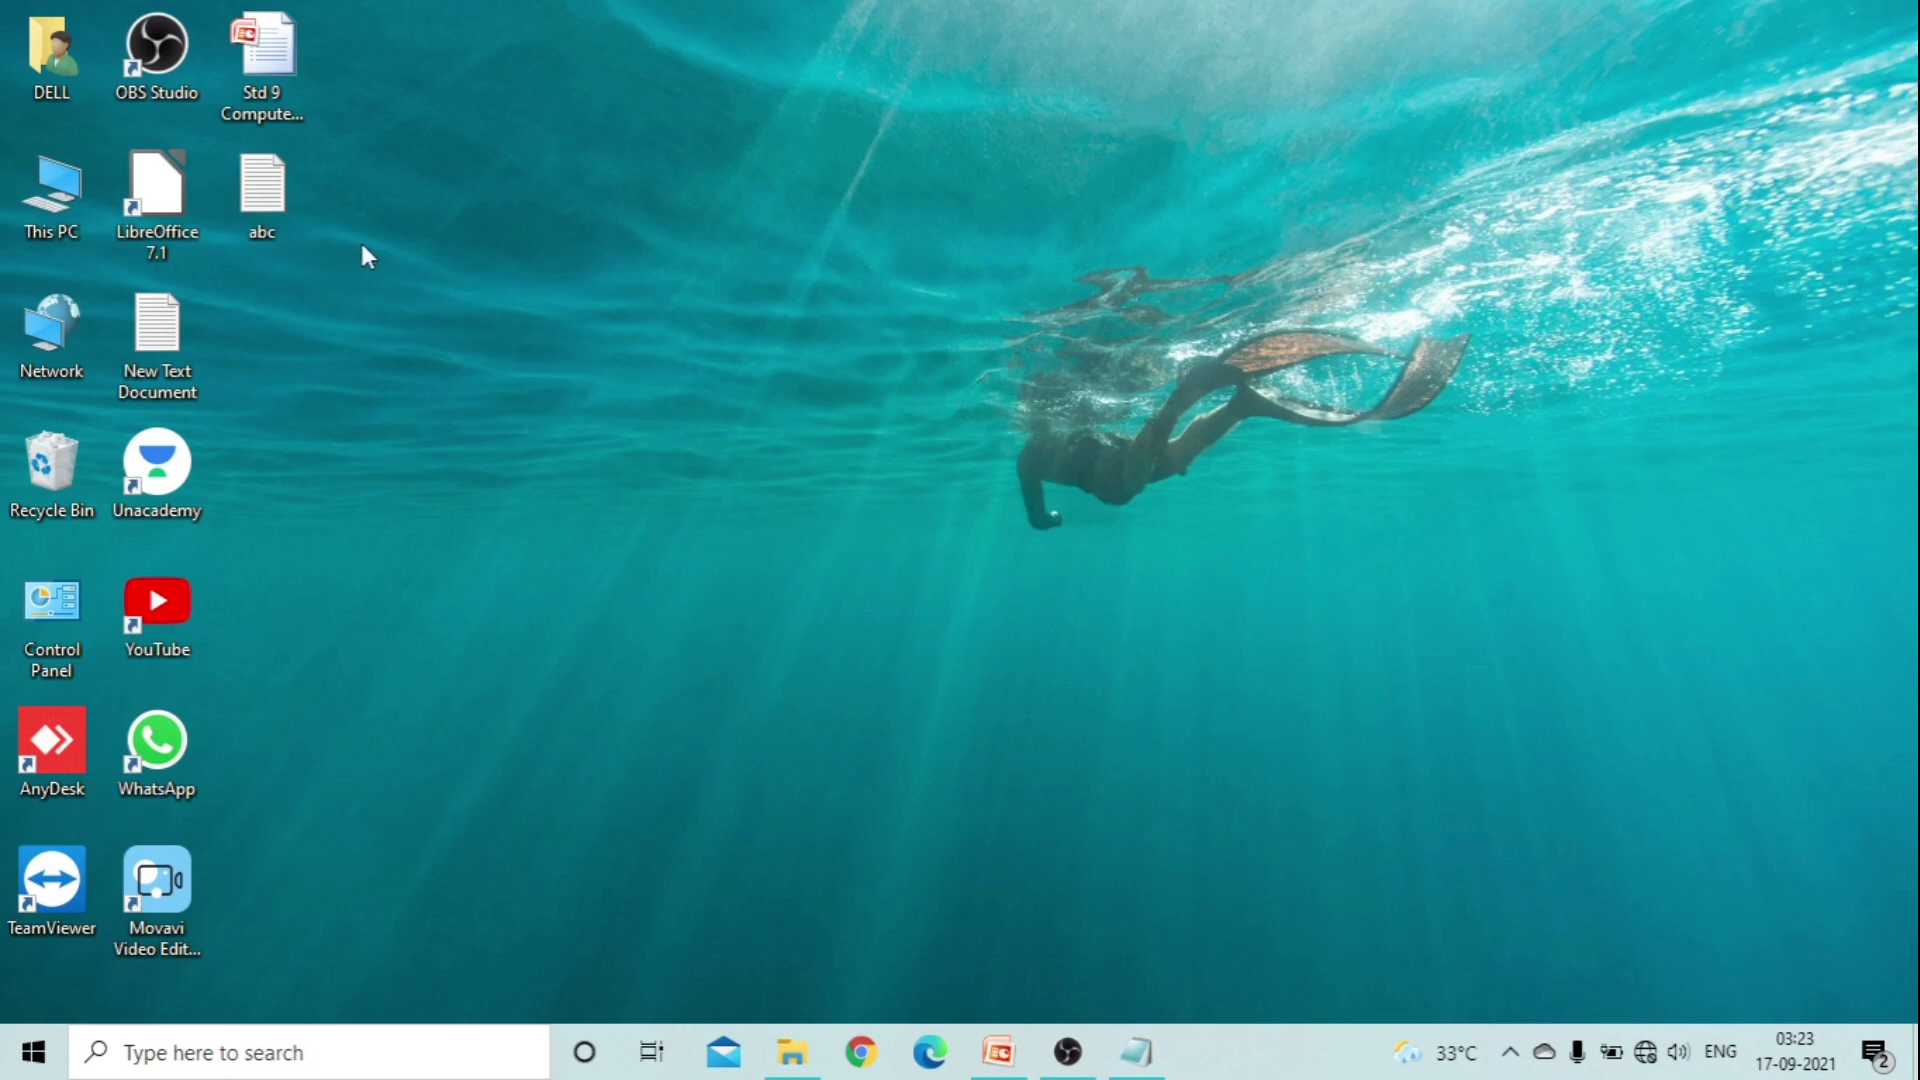 DELL
OBS Studio
Std 9
Compute...
This PC
LibreOffice
7.1
abc
Network
New Text
Document
Recycle Bin
Unacademy
Control
Panel
YouTube
AnyDesk
WhatsApp
TeamViewer
Movavi
Video Edit...
Type here to search
33°C
ENG
03:23
17-09-2021
2